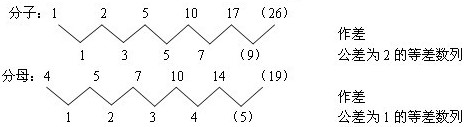 分子：1 2 5 10 17 （26）
作差
1 3 5 7 （9）
公差为 2 的等差数列
分母：4 5 7 10 14 （19）
作差
1 2 3 4 （5）
公差为 1 的等差数列